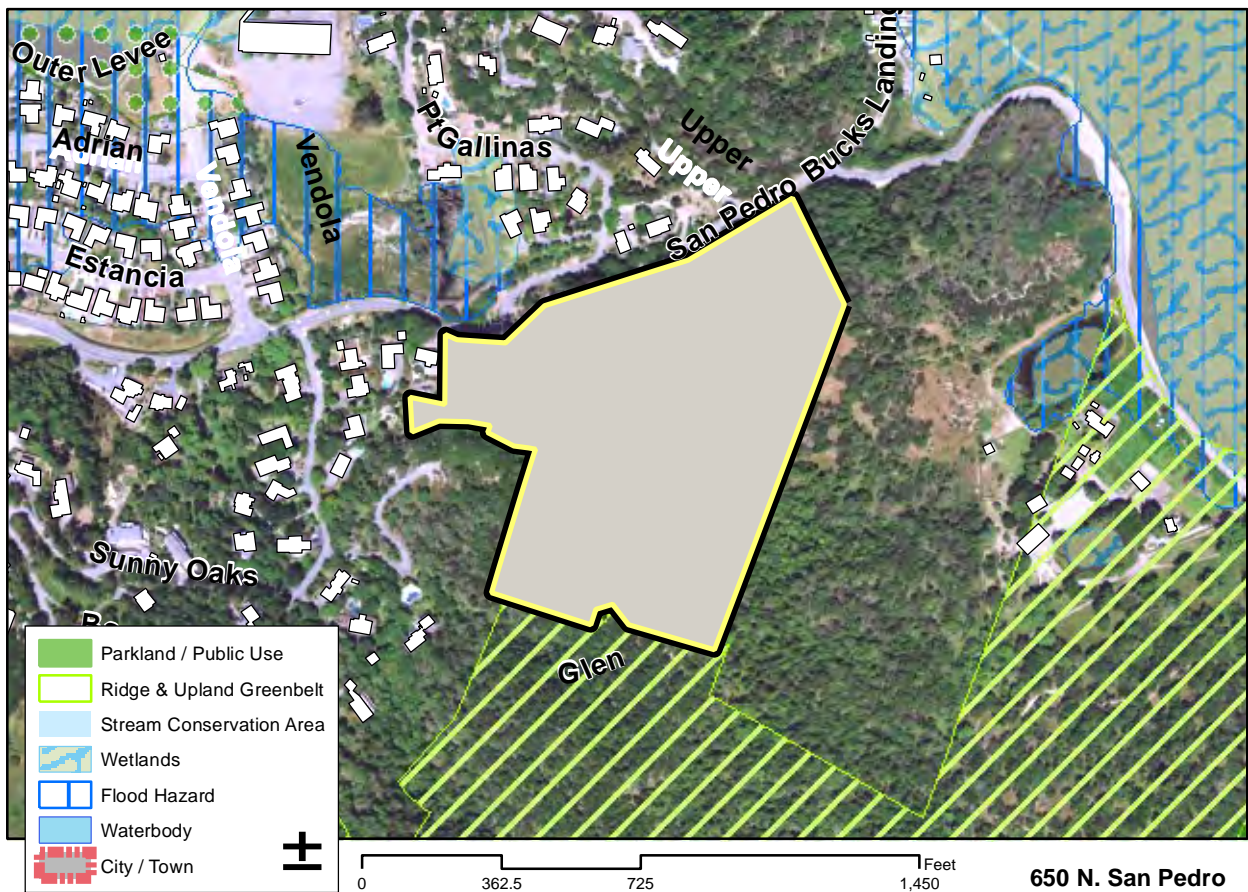 Outer Levee
Adrian
Vendola
Vendola
Estancia
PtGallinas
Upper
Upper
San Pedro
Bucks Landing
Sunny Oaks
Glen
Parkland / Public Use
Ridge & Upland Greenbelt
Stream Conservation Area
Wetlands
Flood Hazard
Waterbody
City / Town
±
0
362.5
725
1,450
Feet
650 N. San Pedro